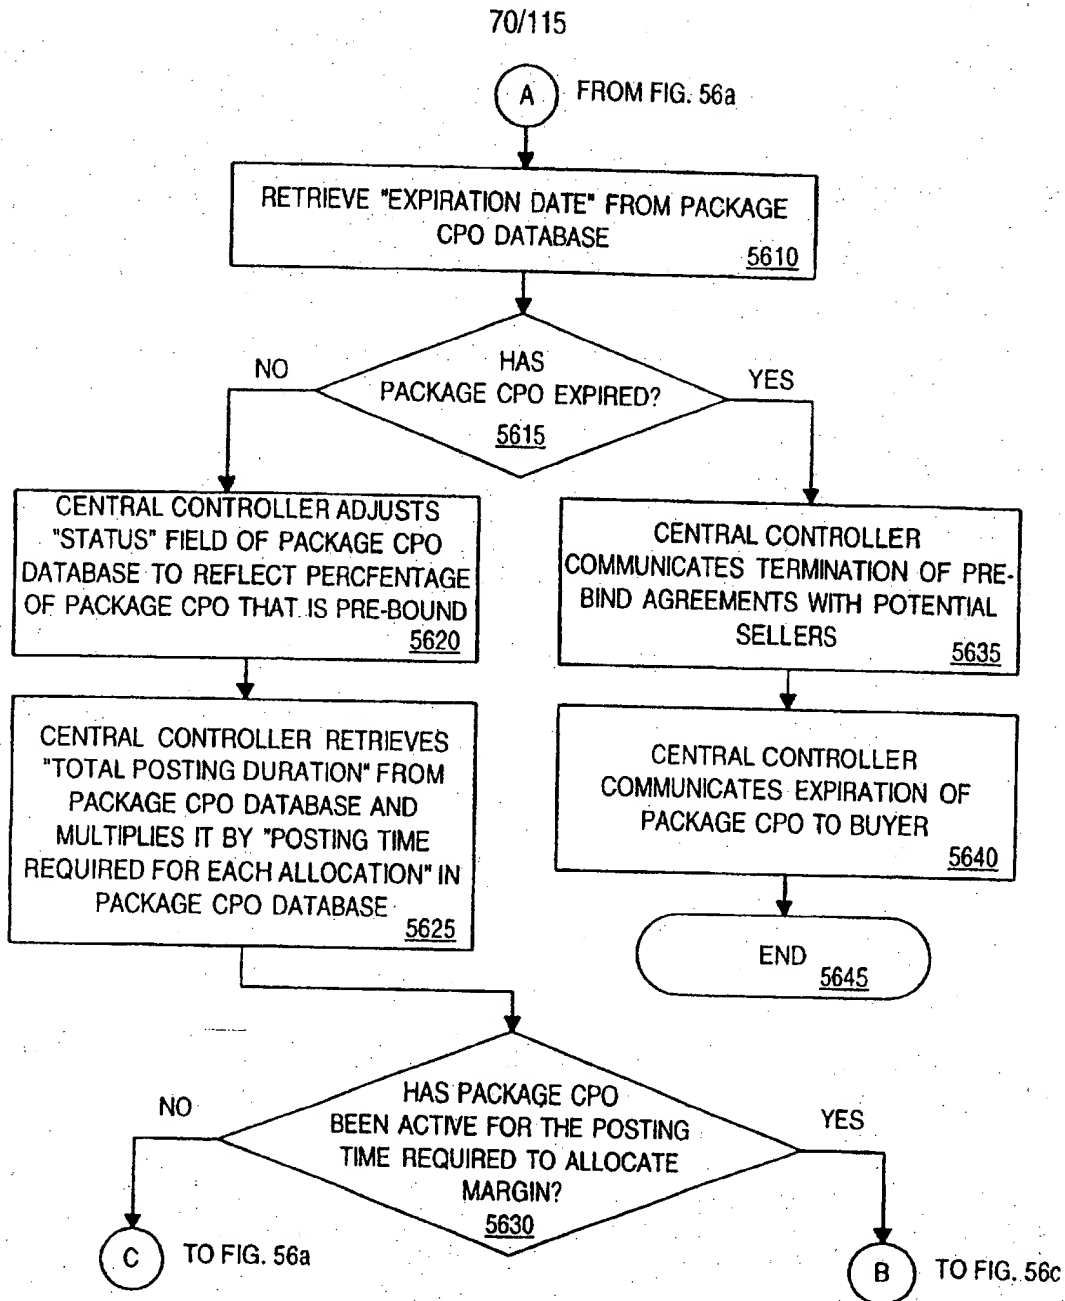 70/115
A FROM FIG. 56a
RETRIEVE "EXPIRATION DATE" FROM PACKAGE
CPO DATABASE
5610
HAS
PACKAGE CPO EXPIRED?
5615
NO
YES
CENTRAL CONTROLLER ADJUSTS
"STATUS" FIELD OF PACKAGE CPO
DATABASE TO REFLECT PERCFENTAGE
OF PACKAGE CPO THAT IS PRE-BOUND
5620
CENTRAL CONTROLLER
COMMUNICATES TERMINATION OF PRE-
BIND AGREEMENTS WITH POTENTIAL
SELLERS
5635
CENTRAL CONTROLLER RETRIEVES
"TOTAL POSTING DURATION" FROM
PACKAGE CPO DATABASE AND
MULTIPLIES IT BY "POSTING TIME
REQUIRED FOR EACH ALLOCATION" IN
PACKAGE CPO DATABASE
5625
CENTRAL CONTROLLER
COMMUNICATES EXPIRATION OF
PACKAGE CPO TO BUYER
5640
END
5645
HAS PACKAGE CPO
BEEN ACTIVE FOR THE POSTING
TIME REQUIRED TO ALLOCATE
MARGIN?
5630
NO
YES
C TO FIG. 56a
B TO FIG. 56c